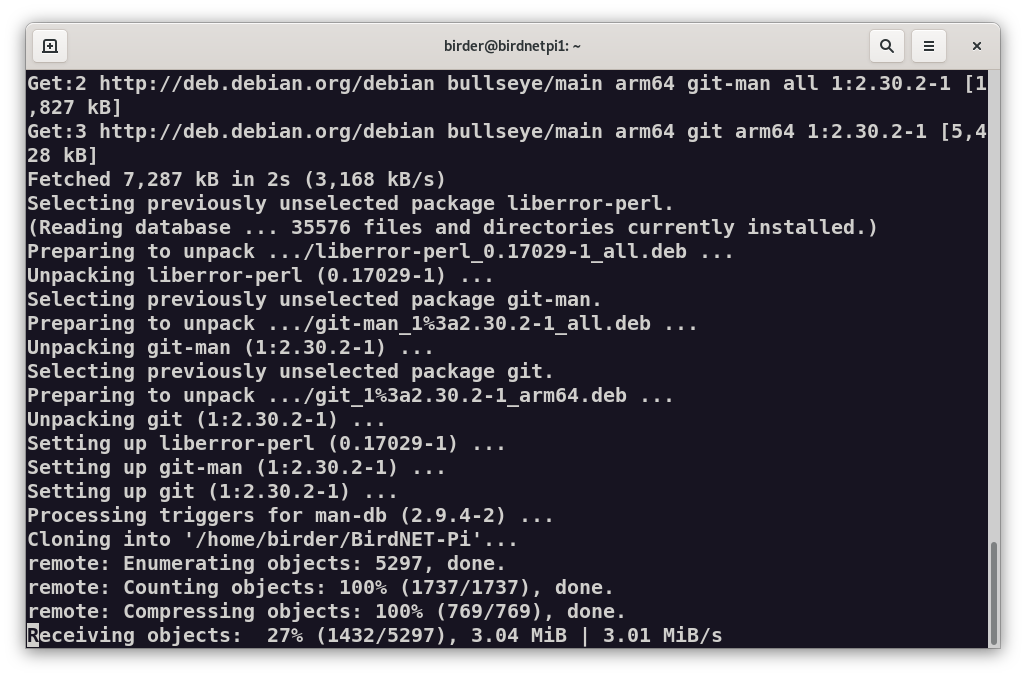 birder@birdnetpi1: ~
Get:2 http://deb.debian.org/debian bullseye/main arm64 git-man all 1:2.30.2-1 [1
,827 kB]
Get:3 http://deb.debian.org/debian bullseye/main arm64 git arm64 1:2.30.2-1 [5,4
28 kB]
Fetched 7,287 kB in 2s (3,168 kB/s)
Selecting previously unselected package liberror-perl.
(Reading database ... 35576 files and directories currently installed.)
Preparing to unpack .../liberror-perl_0.17029-1_all.deb ...
Unpacking liberror-perl (0.17029-1) ...
Selecting previously unselected package git-man.
Preparing to unpack .../git-man_1%3a2.30.2-1_all.deb ...
Unpacking git-man (1:2.30.2-1) ...
Selecting previously unselected package git.
Preparing to unpack .../git_1%3a2.30.2-1_arm64.deb ...
Unpacking git (1:2.30.2-1) ...
Setting up liberror-perl (0.17029-1) ...
Setting up git-man (1:2.30.2-1) ...
Setting up git (1:2.30.2-1) ...
Processing triggers for man-db (2.9.4-2) ...
Cloning into '/home/birder/BirdNET-Pi'...
remote: Enumerating objects: 5297, done.
remote: Counting objects: 100% (1737/1737), done.
remote: Compressing objects: 100% (769/769), done.
Receiving objects:  27% (1432/5297), 3.04 MiB | 3.01 MiB/s